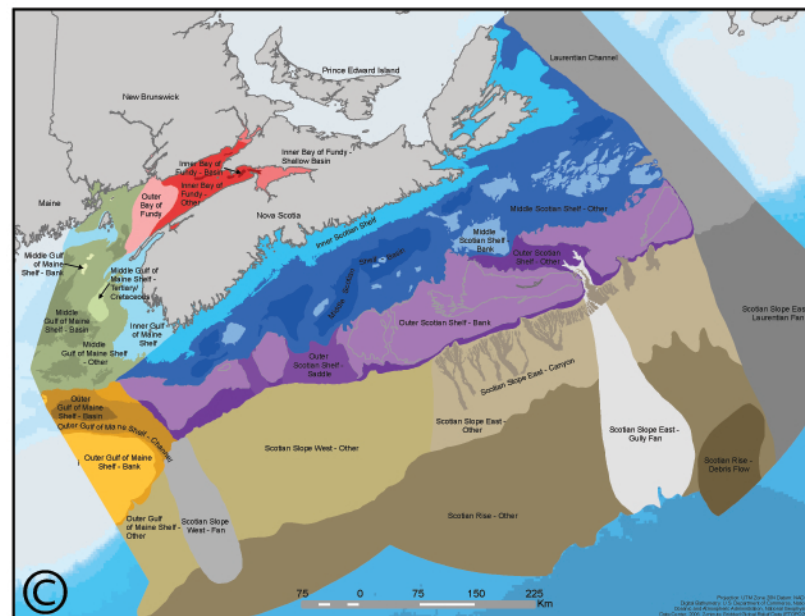 Laurentian Channel
Prince Edward Island
New Brunswick
Inner Bay of Fundy -
Shallow Basin
Inner Bay of
Fundy - Basin
Inner Bay of
Fundy -
Other
Maine
Outer
Bay of
Fundy
Nova Scotia
Middle Scotian Shelf - Other
Inner Scotian Shelf
Middle
Scotian Shelf
Bank
Middle Gulf
of Maine
Shelf - Bank
Middle Gulf of
Maine Shelf -
Tertiary/
Cretaceous
Middle Scotian Shelf - Basin
Outer Scotian
Shelf - Other
Scotian Slope East
Laurentian Fan
Middle
Gulf of Maine
Shelf - Basin
Inner Gulf of
Maine Shelf
Outer Scotian Shelf - Bank
Middle
Gulf of Maine Shelf
- Other
Outer
Scotian Shelf -
Saddle
Scotian Slope East - Canyon
Outer
Gulf of Maine
Shelf - Basin
Outer Gulf of Maine Shelf - Channel
Scotian Slope East -
Other
Scotian Slope East -
Gully Fan
Scotian Slope West - Other
Outer Gulf of Maine
Shelf - Bank
Scotian Rise -
Debris Flow
Outer Gulf
of Maine Shelf -
Other
Scotian Slope
West - Fan
Scotian Rise - Other
©
75 0 75 150 225
Km